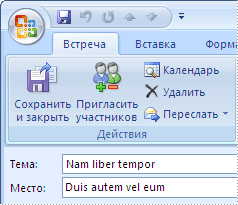 Встреча Вставка Форма
Сохранить и закрыть
Пригласить участников
Календарь
Удалить
Переслать
Действия
Тема: Nam liber tempor
Место: Duis autem vel eum